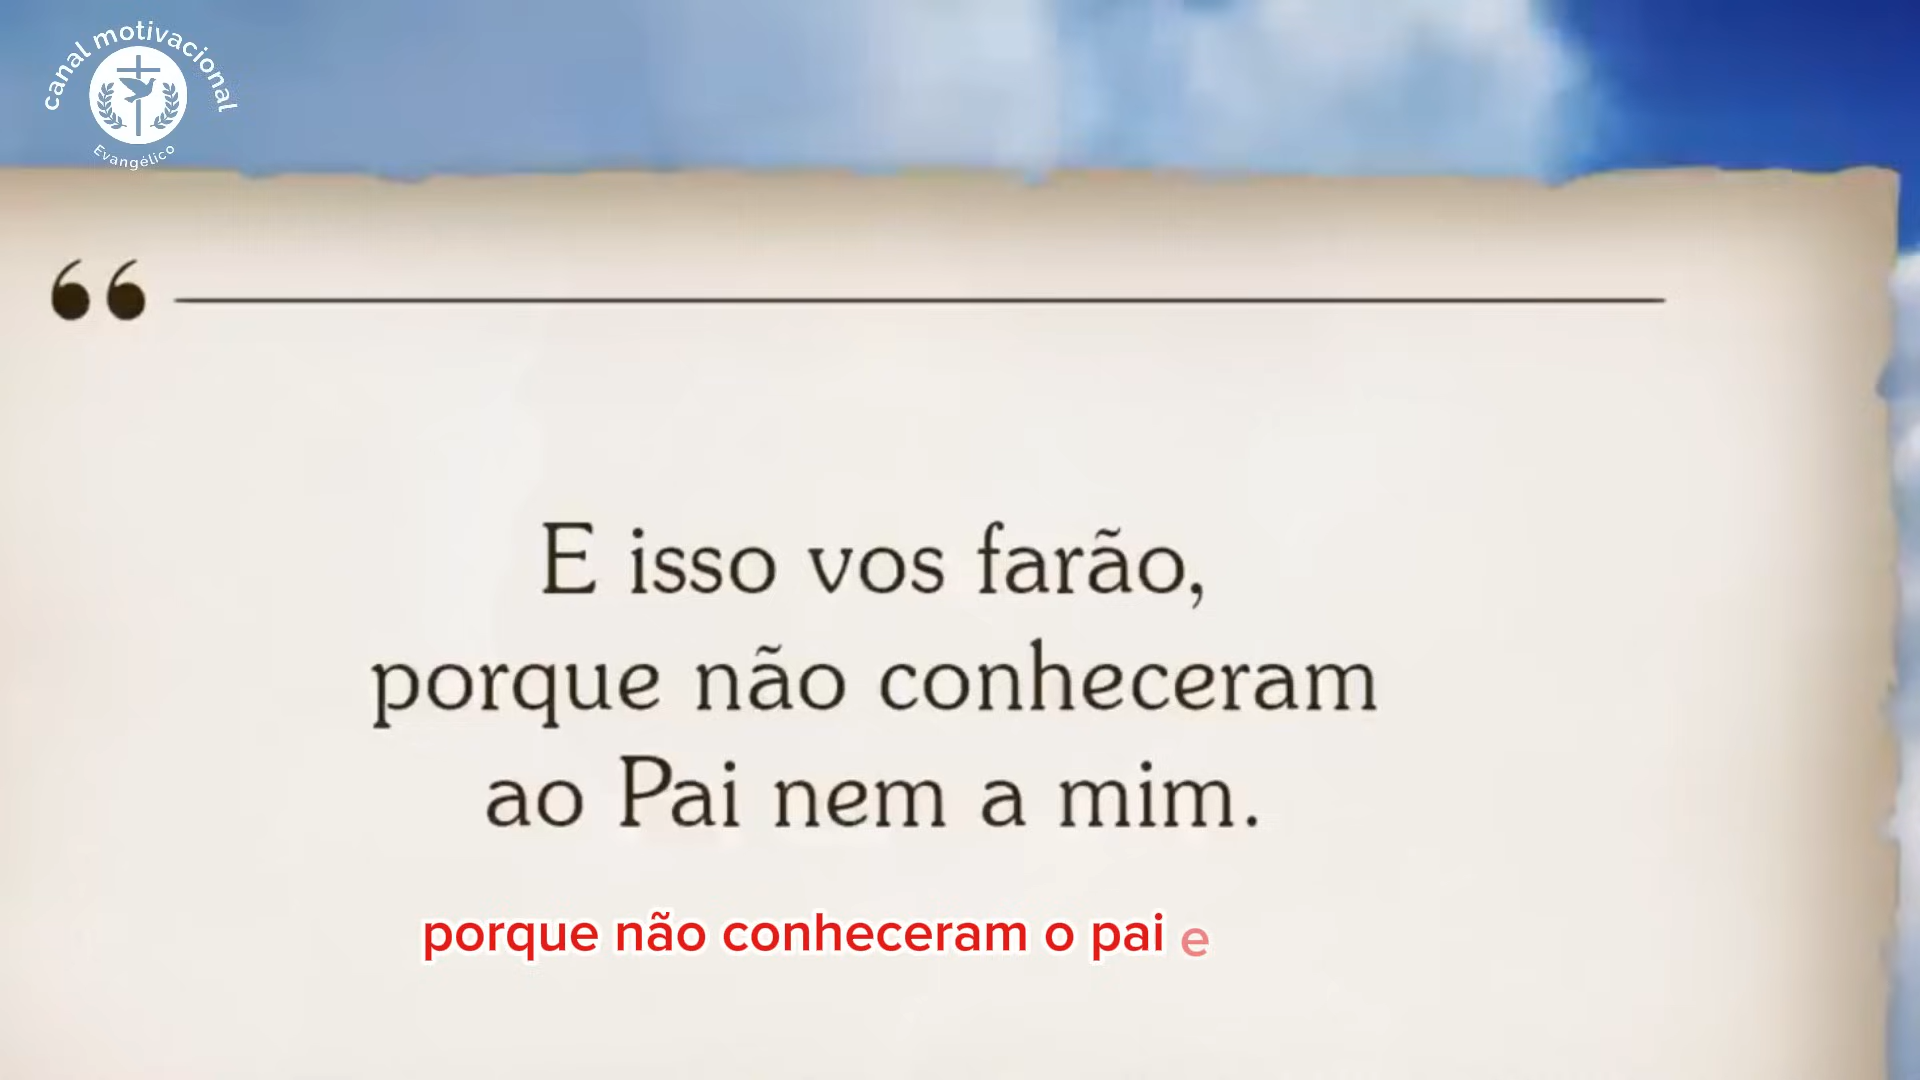 canal motivacional
Evangélico
“
E isso vos farão,
porque não conheceram
ao Pai nem a mim.
porque não conheceram o pai e